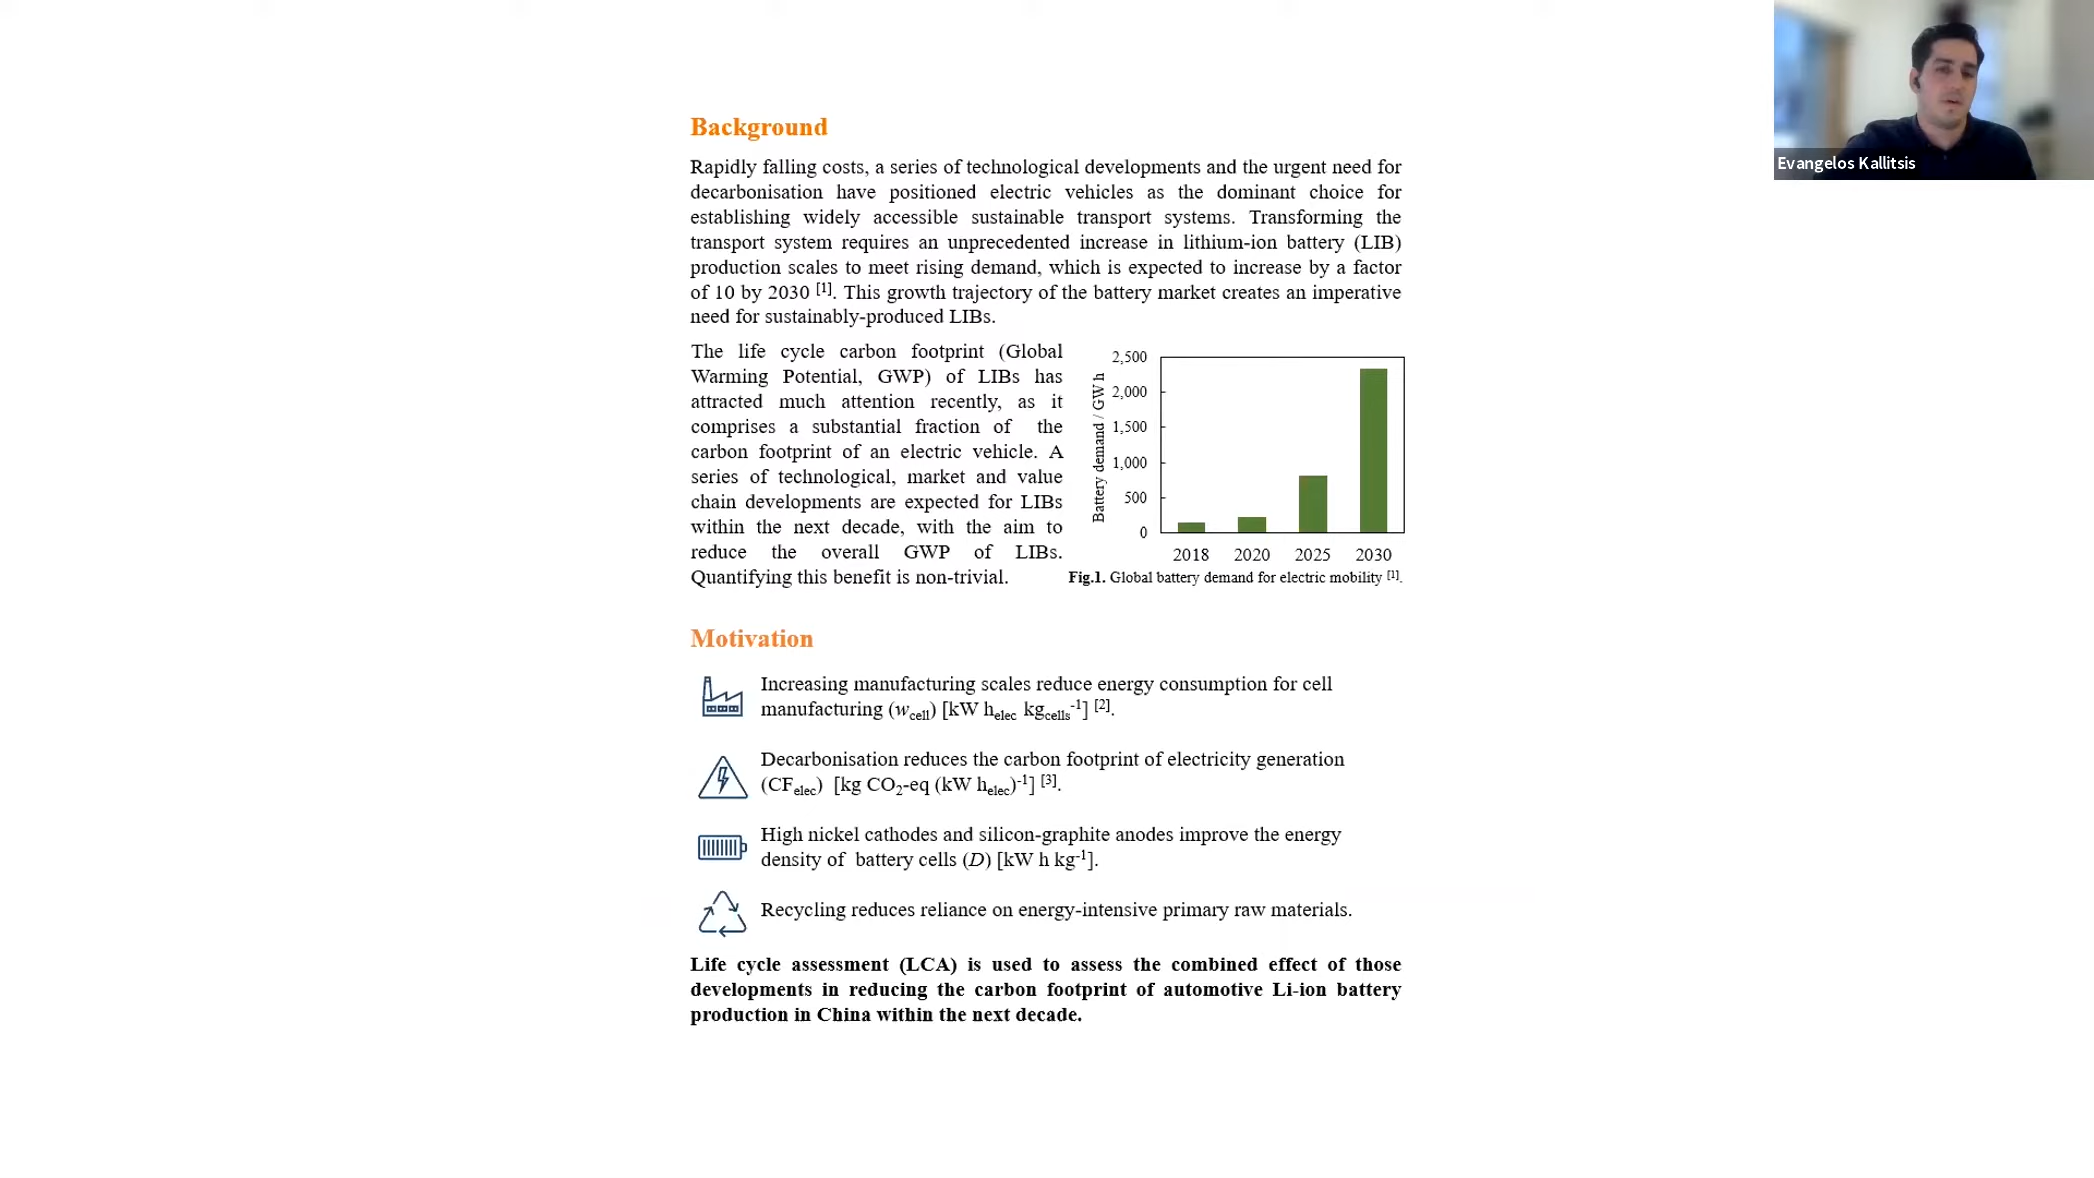 Background
Rapidly falling costs, a series of technological developments and the urgent need for
decarbonisation have positioned electric vehicles as the dominant choice for
establishing widely accessible sustainable transport systems. Transforming the
transport system requires an unprecedented increase in lithium-ion battery (LIB)
production scales to meet rising demand, which is expected to increase by a factor
of 10 by 2030 [1]. This growth trajectory of the battery market creates an imperative
need for sustainably-produced LIBs.
The life cycle carbon footprint (Global
Warming Potential, GWP) of LIBs has
attracted much attention recently, as it
comprises a substantial fraction of the
carbon footprint of an electric vehicle. A
series of technological, market and value
chain developments are expected for LIBs
within the next decade, with the aim to
reduce the overall GWP of LIBs.
Quantifying this benefit is non-trivial.
Battery demand / GW h
2,500
2,000
1,500
1,000
500
0
2018 2020 2025 2030
Fig.1. Global battery demand for electric mobility [1].
Motivation
Increasing manufacturing scales reduce energy consumption for cell
manufacturing (w_cell) [kW h_elec kg_cells^-1] [2].
Decarbonisation reduces the carbon footprint of electricity generation
(CF_elec) [kg CO₂-eq (kW h_elec)^-1] [3].
High nickel cathodes and silicon-graphite anodes improve the energy
density of battery cells (D) [kW h kg^-1].
Recycling reduces reliance on energy-intensive primary raw materials.
Life cycle assessment (LCA) is used to assess the combined effect of those
developments in reducing the carbon footprint of automotive Li-ion battery
production in China within the next decade.
Evangelos Kallitsis